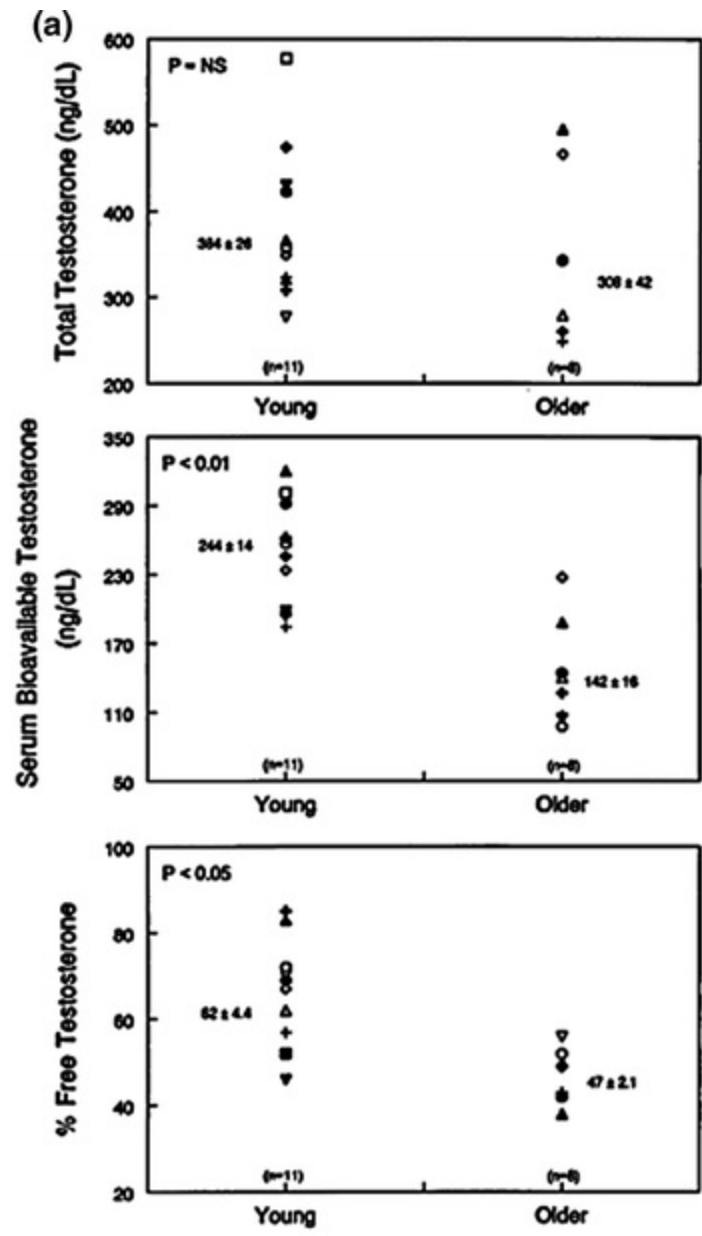 (a)
Total Testosterone (ng/dL)
600
500
400
300
200
P = NS
384 ± 26
308 ± 42
(n=11)
(n=8)
Young
Older
Serum Bioavailable Testosterone
(ng/dL)
350
290
230
170
110
50
P < 0.01
244 ± 14
142 ± 16
(n=11)
(n=8)
Young
Older
% Free Testosterone
100
80
60
40
20
P < 0.05
62 ± 4.4
47 ± 2.1
(n=11)
(n=8)
Young
Older